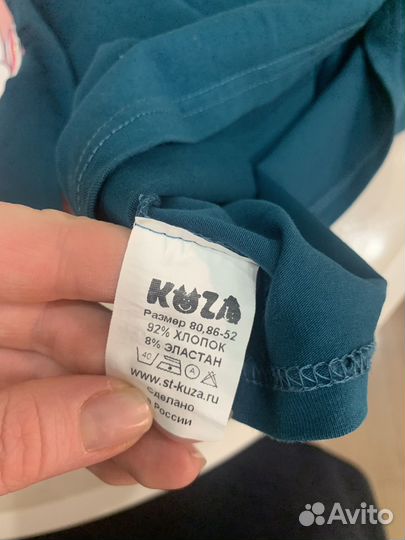 KUZA
Размер 80,86-52
92% ХЛОПОК
8% ЭЛАСТАН
40 A
www.st-kuza.ru
Сделано
в России
Avito